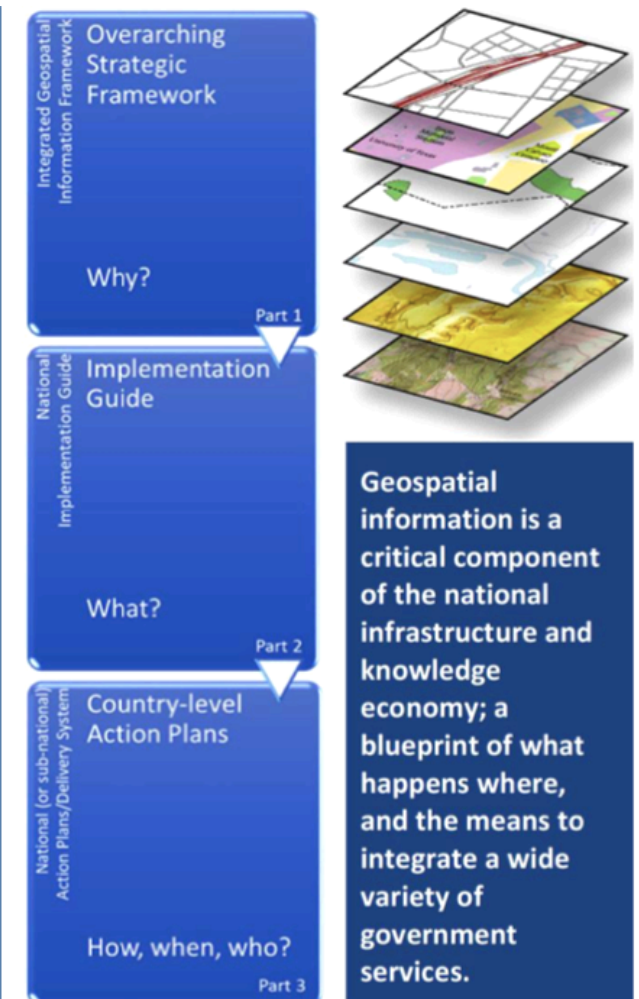 Integrated Geospatial
Information Framework
Overarching
Strategic
Framework
Why?
Part 1
National
Implementation Guide
Implementation
Guide
What?
Part 2
National (or sub-national)
Action Plans/Delivery System
Country-level
Action Plans
How, when, who?
Part 3
University of Texas
Geospatial
information is a
critical component
of the national
infrastructure and
knowledge
economy; a
blueprint of what
happens where,
and the means to
integrate a wide
variety of
government
services.